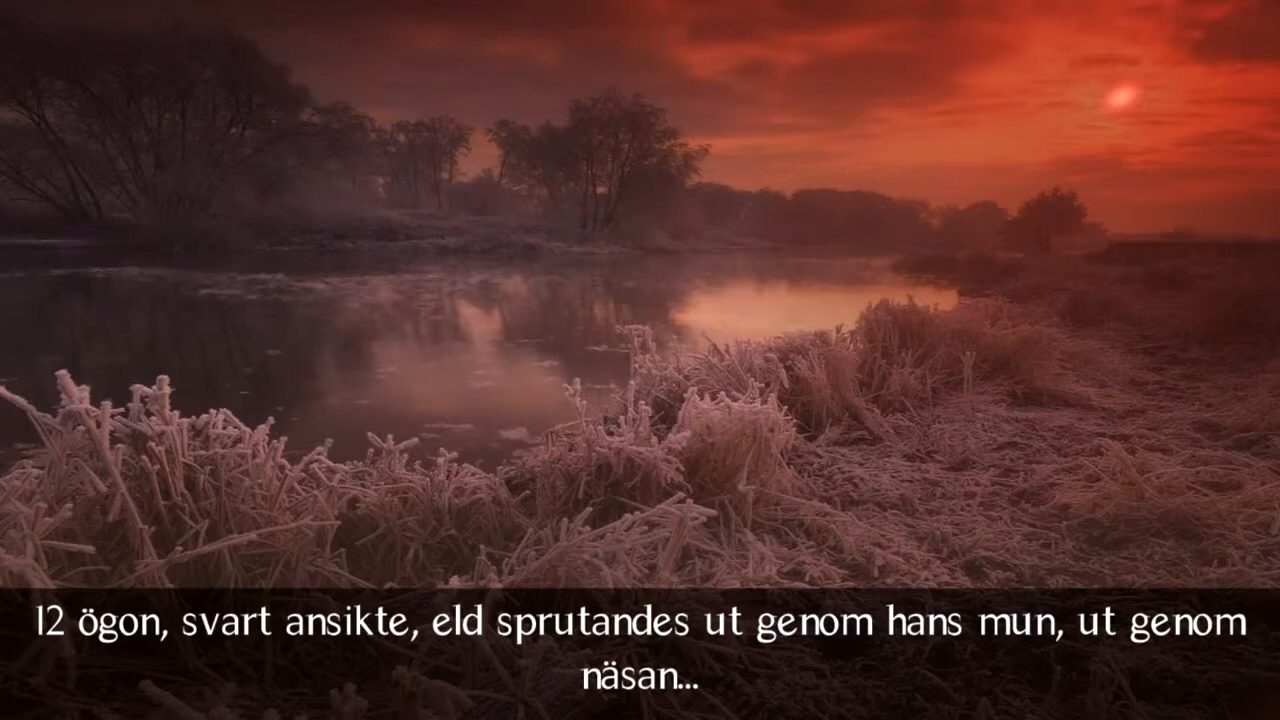 12 ögon, svart ansikte, eld sprutandes ut genom hans mun, ut genom
näsan...